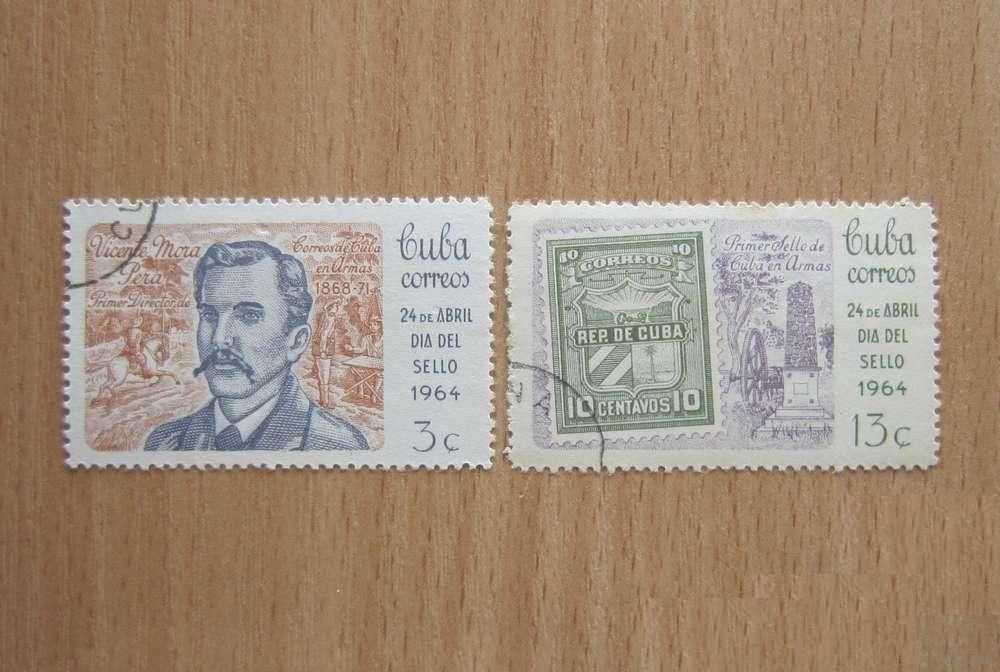 Vicente Mora
Pera
Primer Director de
Correos de Cuba
en Armas
1868-71
Cuba
correos
24 DE ABRIL
DIA DEL
SELLO
1964
3¢
10 10
CORREOS
REP. DE CUBA
10 CENTAVOS 10
Primer Sello de
Cuba en Armas
Cuba
correos
24 DE ABRIL
DIA DEL
SELLO
1964
13¢